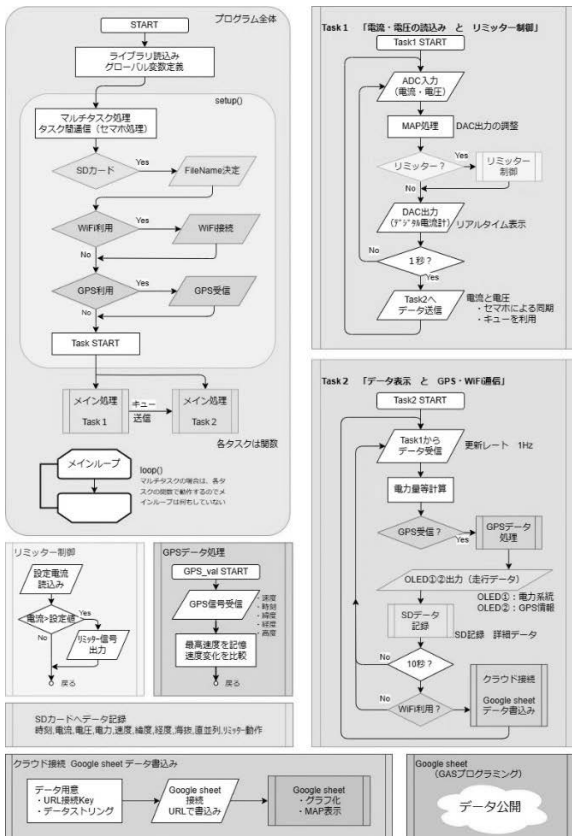 プログラム全体
START
ライブラリ読込み
グローバル変数定義
setup()
マルチタスク処理
タスク間通信（セマホ処理）
SDカード
Yes
FileName決定
WiFi利用
Yes
WiFi接続
No
GPS利用
Yes
GPS受信
No
Task START
メイン処理
Task 1
キュー
送信
メイン処理
Task 2
各タスクは関数
メインループ
loop()
マルチタスクの場合は、各タ
スクの関数で動作するのでメ
インループは何もしていない
リミッター制御
設定電流
読込み
電流>設定値
Yes
No
ﾘﾐｯﾀｰ信号
出力
戻る
GPSデータ処理
GPS_val START
GPS信号受信
・速度
・時刻
・緯度
・経度
・高度
最高速度を記憶
速度変化を比較
戻る
SDカードへデータ記録
時刻,電流,電圧,電力,速度,緯度,経度,海抜,直並列,ﾘﾐｯﾀｰ動作
Task 1 「電流・電圧の読込み と リミッター制御」
Task1 START
ADC入力
（電流・電圧）
MAP処理
DAC出力の調整
リミッター？
Yes
リミッター
制御
No
DAC出力
（ﾃﾞｼﾞﾀﾙ電流計）
リアルタイム表示
No
1秒？
Yes
Task2へ
データ送信
電流と電圧
・セマホによる同期
・キューを利用
Task 2 「データ表示 と GPS・WiFi通信」
Task2 START
Task1から
データ受信
更新レート 1Hz
電力量等計算
GPS受信？
Yes
GPSデータ
処理
OLED①②出力（走行データ）
OLED①：電力系統
OLED②：GPS情報
SDデータ
記録
SD記録 詳細データ
No
10秒？
No
WiFi利用？
Yes
クラウド接続
Google sheet
データ書込み
クラウド接続 Google sheet データ書込み
データ用意
・URL接続Key
・データストリング
Google sheet
接続
URLで書込み
Google sheet
・グラフ化
・MAP表示
Google sheet
（GASプログラミング）
データ公開